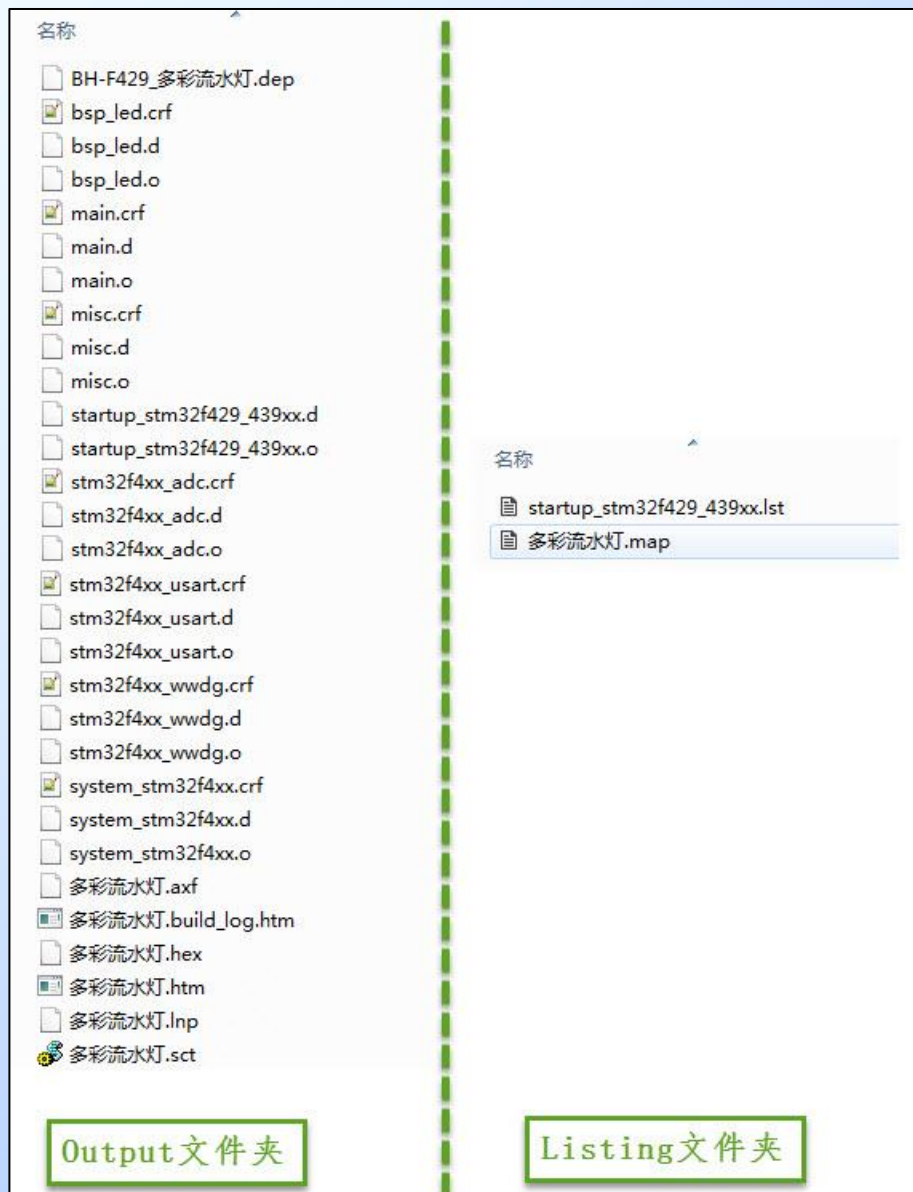 名称
BH-F429_多彩流水灯.dep
bsp_led.crf
bsp_led.d
bsp_led.o
main.crf
main.d
main.o
misc.crf
misc.d
misc.o
startup_stm32f429_439xx.d
startup_stm32f429_439xx.o
stm32f4xx_adc.crf
stm32f4xx_adc.d
stm32f4xx_adc.o
stm32f4xx_usart.crf
stm32f4xx_usart.d
stm32f4xx_usart.o
stm32f4xx_wwdg.crf
stm32f4xx_wwdg.d
stm32f4xx_wwdg.o
system_stm32f4xx.crf
system_stm32f4xx.d
system_stm32f4xx.o
多彩流水灯.axf
多彩流水灯.build_log.htm
多彩流水灯.hex
多彩流水灯.htm
多彩流水灯.lnp
多彩流水灯.sct
Output文件夹
名称
startup_stm32f429_439xx.lst
多彩流水灯.map
Listing文件夹